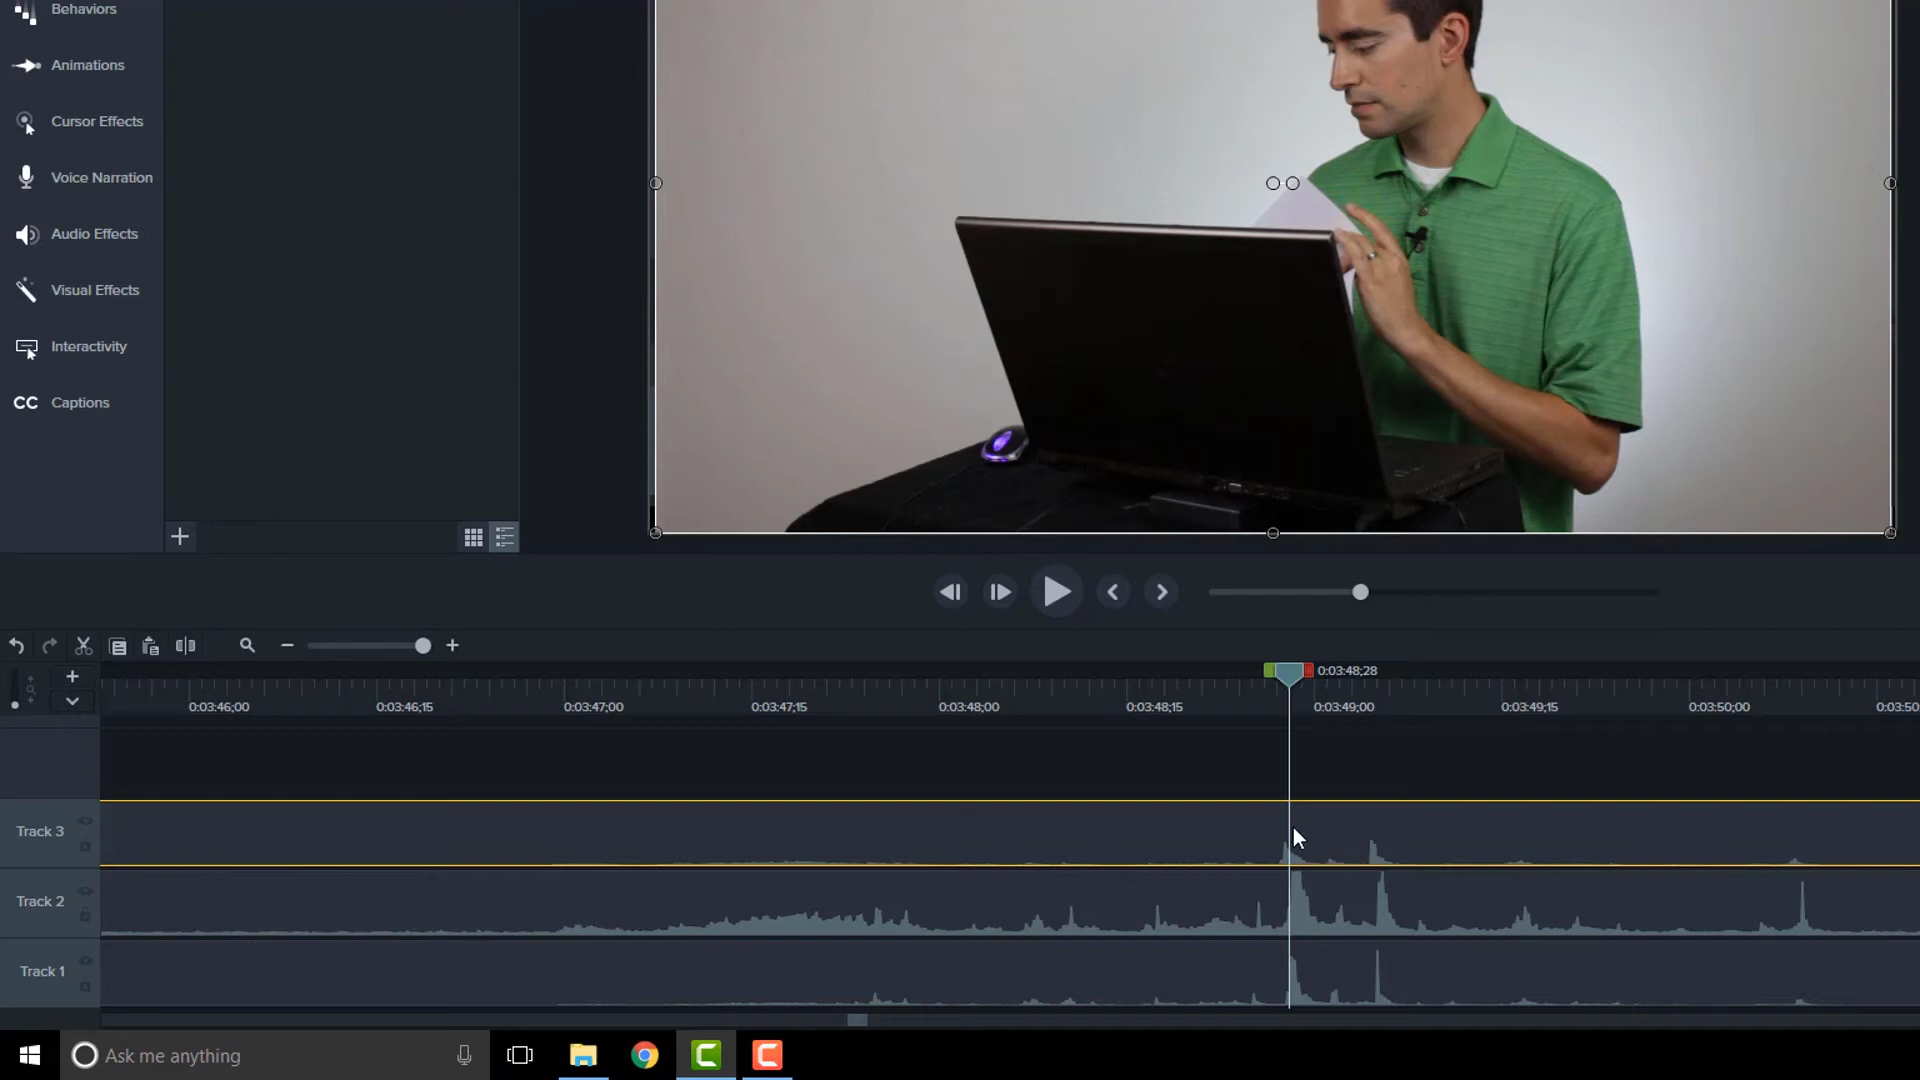 Behaviors
Animations
Cursor Effects
Voice Narration
Audio Effects
Visual Effects
Interactivity
CC Captions
0:03:48;28
0:03:46;00 0:03:46;15 0:03:47;00 0:03:47;15 0:03:48;00 0:03:48;15 0:03:49;00 0:03:49;15 0:03:50;00 0:03:50
Track 3
Track 2
Track 1
Ask me anything